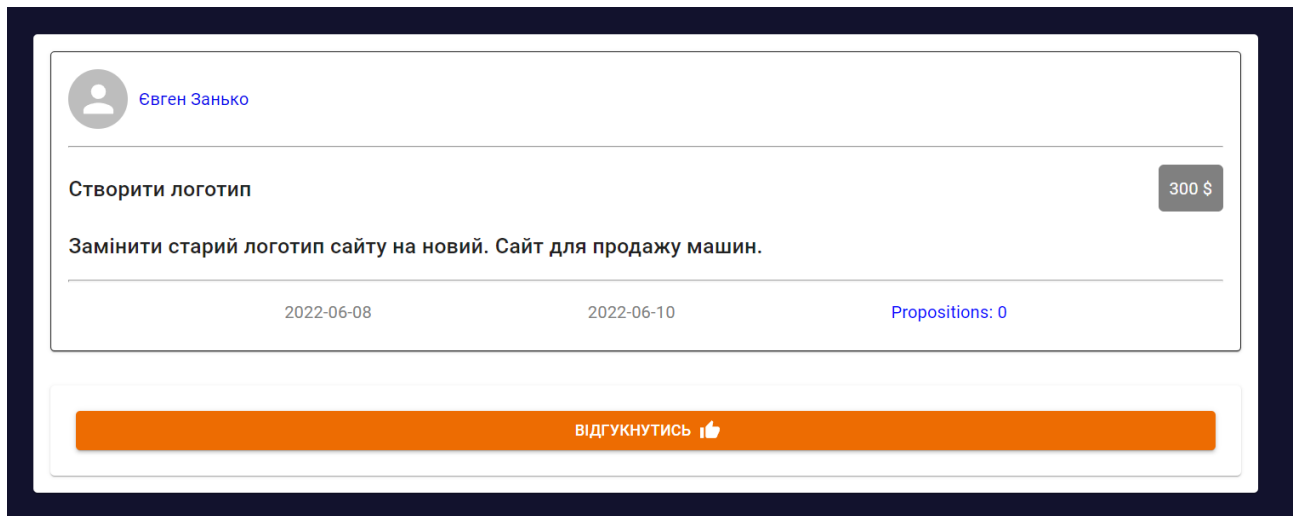 Євген Занько
Створити логотип
300 $
Замінити старий логотип сайту на новий. Сайт для продажу машин.
2022-06-08 2022-06-10 Propositions: 0
ВІДГУКНУТИСЬ